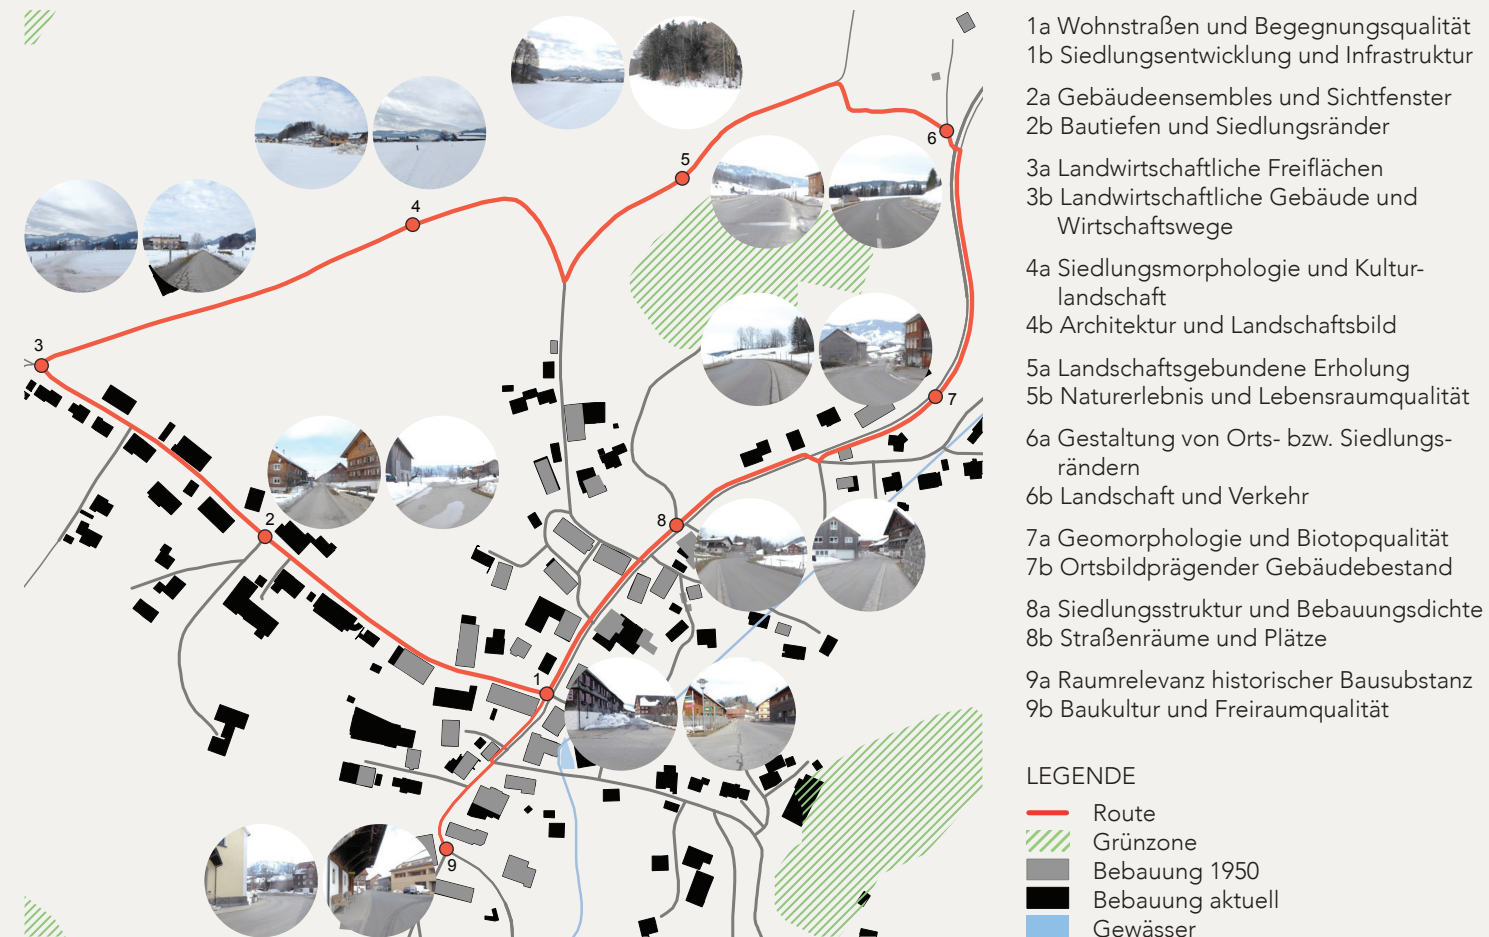 1a Wohnstraßen und Begegnungsqualität
1b Siedlungsentwicklung und Infrastruktur
2a Gebäudeensembles und Sichtfenster
2b Bautiefen und Siedlungsränder
3a Landwirtschaftliche Freiflächen
3b Landwirtschaftliche Gebäude und
Wirtschaftswege
4a Siedlungsmorphologie und Kultur-
landschaft
4b Architektur und Landschaftsbild
5a Landschaftsgebundene Erholung
5b Naturerlebnis und Lebensraumqualität
6a Gestaltung von Orts- bzw. Siedlungs-
rändern
6b Landschaft und Verkehr
7a Geomorphologie und Biotopqualität
7b Ortsbildprägender Gebäudebestand
8a Siedlungsstruktur und Bebauungsdichte
8b Straßenräume und Plätze
9a Raumrelevanz historischer Bausubstanz
9b Baukultur und Freiraumqualität
LEGENDE
Route
Grünzone
Bebauung 1950
Bebauung aktuell
Gewässer
6
5
4
3
7
2
8
1
9